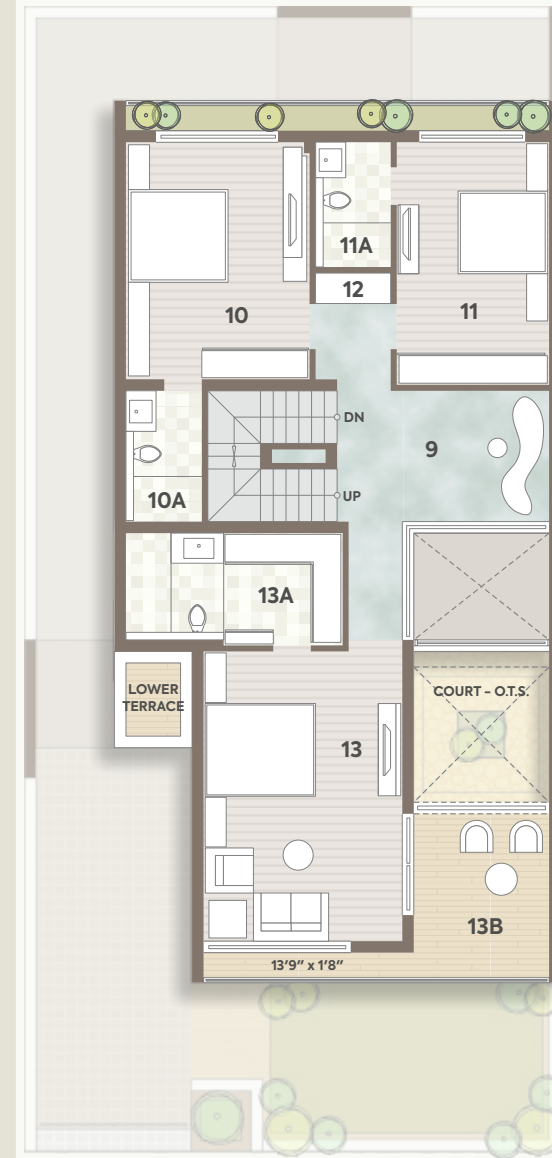 11A
12
10
11
DN
9
UP
10A
13A
LOWER
TERRACE
COURT - O.T.S.
13
13B
13'9" x 1'8"